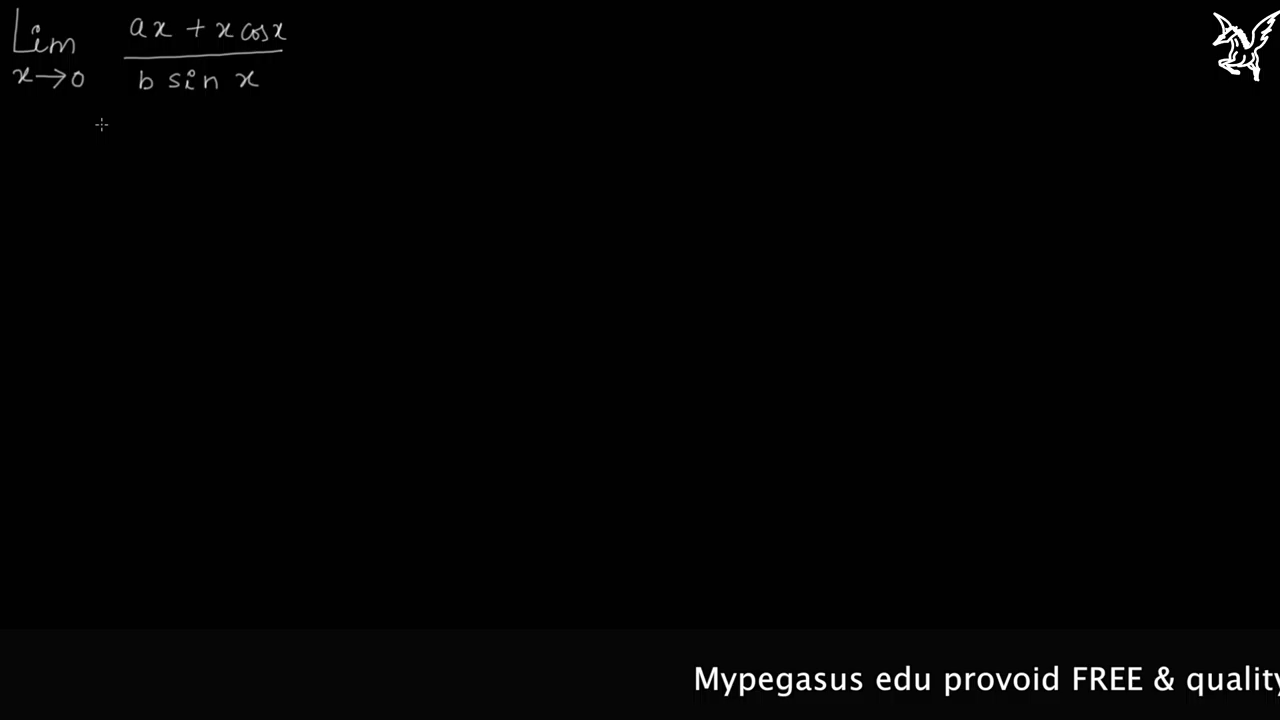 Lim ax + x cos x
x→0 b sin x
Mypegasus edu provoid FREE & quality